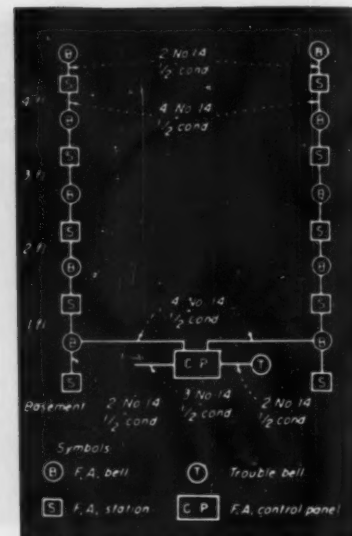 B
B
2 No. 14
1/2 cond
S
S
4 fl
4 No. 14
1/2 cond
B
B
S
S
3 fl
B
B
S
S
2 fl
B
B
S
S
4 No. 14
1/2 cond
1 fl
B
B
C P
T
S
S
Basement
2 No. 14
1/2 cond
3 No. 14
1/2 cond
2 No. 14
1/2 cond
Symbols
B F.A. bell
T Trouble bell
S F.A. station
C P F.A. control panel